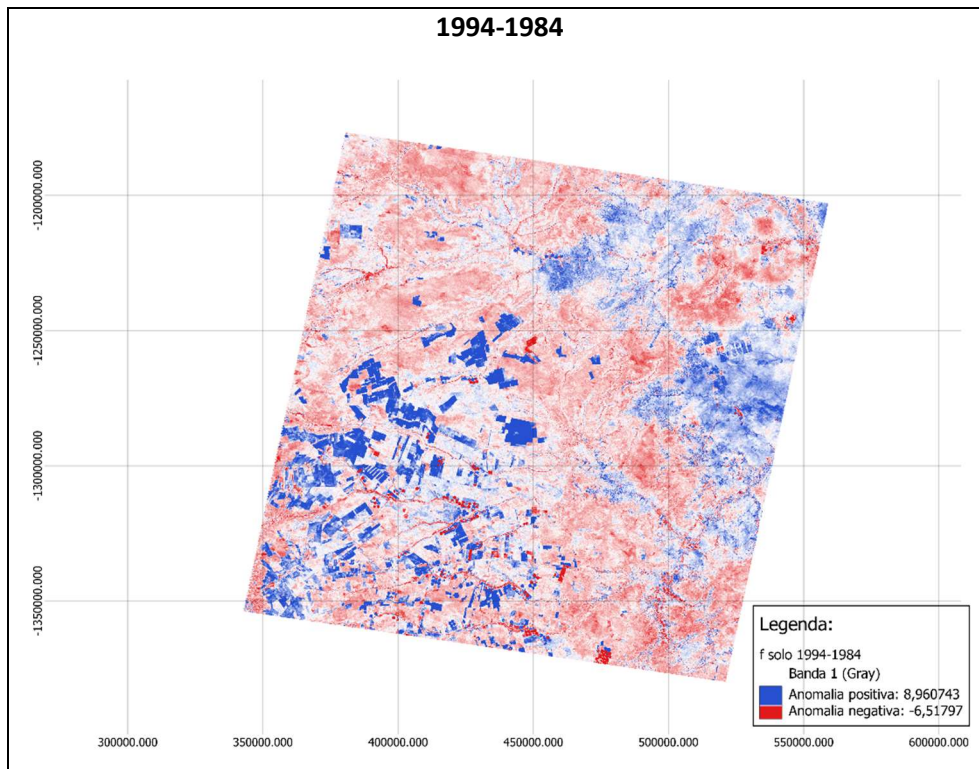 1994-1984
-1200000.000
-1250000.000
-1300000.000
-1350000.000
Legenda:
f solo 1994-1984
Banda 1 (Gray)
Anomalia positiva: 8,960743
Anomalia negativa: -6,51797
300000.000 350000.000 400000.000 450000.000 500000.000 550000.000 600000.000